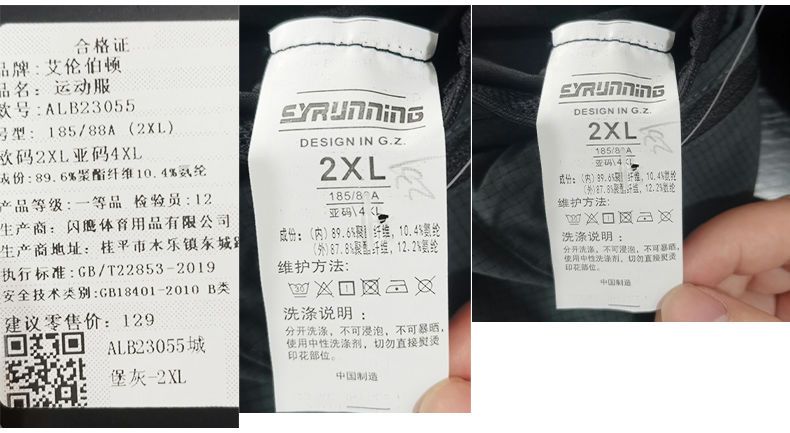 合格证
品牌: 艾伦伯顿
品名: 运动服
款号: ALB23055
号型: 185/88A (2XL)
欧码2XL亚码4XL
成份: 89.6%聚酯纤维10.4%氨纶
产品等级: 一等品 检验员: 12
生产商: 闪鹰体育用品有限公司
生产商地址: 桂平市木乐镇东城路
执行标准: GB/T22853-2019
安全技术类别: GB18401-2010 B类
建议零售价: 129
ALB23055城
堡灰-2XL
SYRUNNING
DESIGN IN G.Z.
2XL
185/88A
亚码\4XL
成份: (内) 89.6%聚酯纤维, 10.4%氨纶
(外) 87.8%聚酯纤维, 12.2%氨纶
维护方法:
洗涤说明:
分开洗涤, 不可浸泡, 不可暴晒,
使用中性洗涤剂, 切勿直接熨烫
印花部位。
中国制造
SYRUNNING
DESIGN IN G.Z.
2XL
185/88A
亚码\4XL
成份: (内) 89.6%聚酯纤维, 10.4%氨纶
(外) 87.8%聚酯纤维, 12.2%氨纶
维护方法:
洗涤说明:
分开洗涤, 不可浸泡, 不可暴晒,
使用中性洗涤剂, 切勿直接熨烫
印花部位。
中国制造